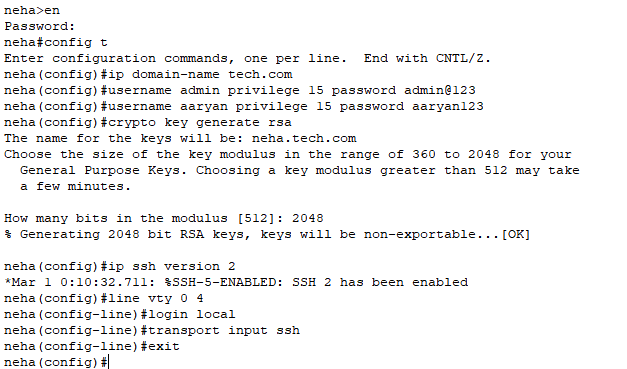 neha>en
Password:
neha#config t
Enter configuration commands, one per line.  End with CNTL/Z.
neha(config)#ip domain-name tech.com
neha(config)#username admin privilege 15 password admin@123
neha(config)#username aaryan privilege 15 password aaryan123
neha(config)#crypto key generate rsa
The name for the keys will be: neha.tech.com
Choose the size of the key modulus in the range of 360 to 2048 for your
  General Purpose Keys. Choosing a key modulus greater than 512 may take
  a few minutes.
How many bits in the modulus [512]: 2048
% Generating 2048 bit RSA keys, keys will be non-exportable...[OK]
neha(config)#ip ssh version 2
*Mar 1 0:10:32.711: %SSH-5-ENABLED: SSH 2 has been enabled
neha(config)#line vty 0 4
neha(config-line)#login local
neha(config-line)#transport input ssh
neha(config-line)#exit
neha(config)#